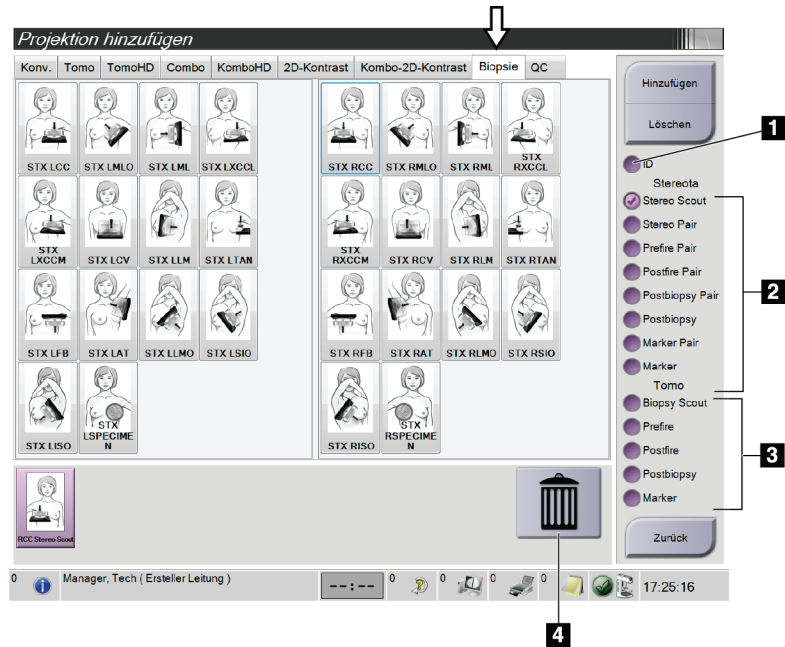 Projektion hinzufügen
Konv. Tomo TomoHD Combo KomboHD 2D-Kontrast Kombo-2D-Kontrast Biopsie QC
STX LCC STX LMLO STX LML STX LXCCL
STX RCC STX RMLO STX RML STX RXCCL
STX LXCCM STX LCV STX LLM STX LTAN
STX RXCCM STX RCV STX RLM STX RTAN
STX LFB STX LAT STX LLMO STX LSIO
STX RFB STX RAT STX RLMO STX RSIO
STX LISO STX LSPECIMEN
STX RISO STX RSPECIMEN
Hinzufügen
Löschen
ID
Stereota
Stereo Scout
Stereo Pair
Prefire Pair
Postfire Pair
Postbiopsy Pair
Postbiopsy
Marker Pair
Marker
Tomo
Biopsy Scout
Prefire
Postfire
Postbiopsy
Marker
Zurück
1
2
3
RCC Stereo Scout
0 Manager, Tech ( Ersteller Leitung ) --:-- 0 0 0 0 17:25:16
4